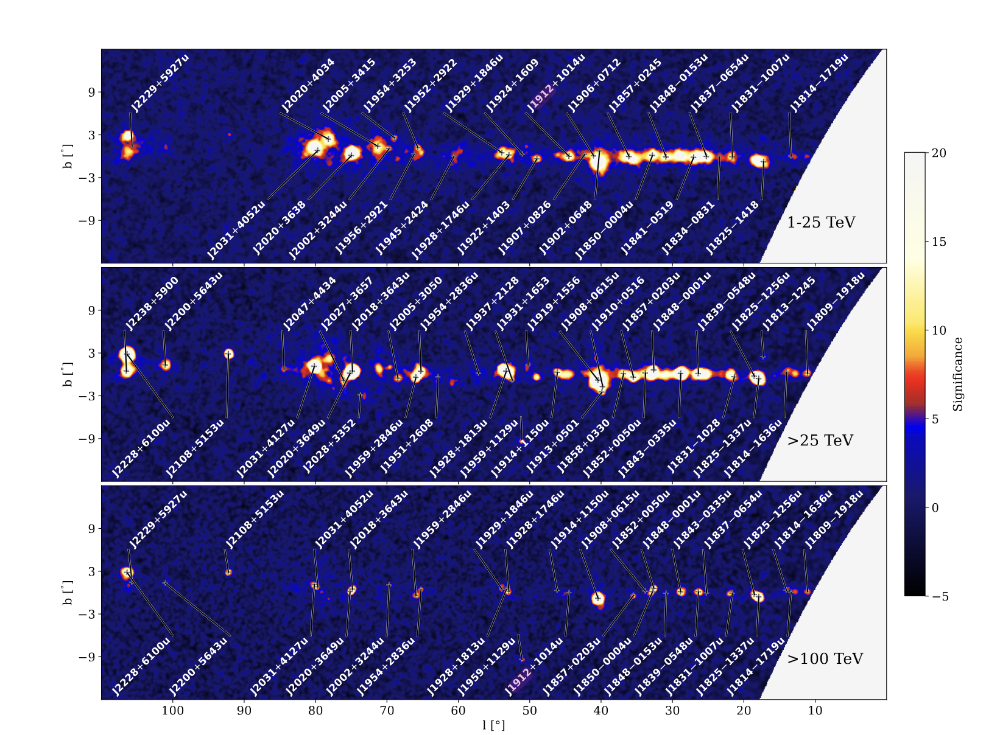 J2229+5927u
J2020+4034
J2005+3415
J1954+3253
J1952+2922
J1929+1846u
J1924+1609
J1912+1014u
J1906+0712
J1857+0245
J1848−0153u
J1837−0654u
J1831−1007u
J1814−1719u
9
3
−3
−9
b [°]
J2031+4052u
J2020+3638
J2002+3244u
J1956+2921
J1945+2424
J1928+1746u
J1922+1403
J1907+0826
J1902+0648
J1850−0004u
J1841−0519
J1834−0831
J1825−1418
1-25 TeV
J2238+5900
J2200+5643u
J2047+4434
J2027+3657
J2018+3643u
J2005+3050
J1954+2836u
J1937+2128
J1931+1653
J1919+1556
J1908+0615u
J1910+0516
J1857+0203u
J1848−0001u
J1839−0548u
J1825−1256u
J1813−1245
J1809−1918u
9
3
−3
−9
b [°]
J2228+6100u
J2108+5153u
J2031+4127u
J2020+3649u
J2028+3352
J1959+2846u
J1951+2608
J1928+1813u
J1959+1129u
J1914+1150u
J1913+0501
J1858+0330
J1852+0050u
J1843−0335u
J1831−1028
J1825−1337u
J1814−1636u
>25 TeV
J2229+5927u
J2108+5153u
J2031+4052u
J2018+3643u
J1959+2846u
J1929+1846u
J1928+1746u
J1914+1150u
J1908+0615u
J1852+0050u
J1848−0001u
J1843−0335u
J1837−0654u
J1825−1256u
J1814−1636u
J1809−1918u
9
3
−3
−9
b [°]
J2228+6100u
J2200+5643u
J2031+4127u
J2020+3649u
J2002+3244u
J1954+2836u
J1928+1813u
J1959+1129u
J1912+1014u
J1857+0203u
J1850−0004u
J1848−0153u
J1839−0548u
J1831−1007u
J1825−1337u
J1814−1719u
>100 TeV
100 90 80 70 60 50 40 30 20 10
l [°]
20
15
10
5
0
−5
Significance